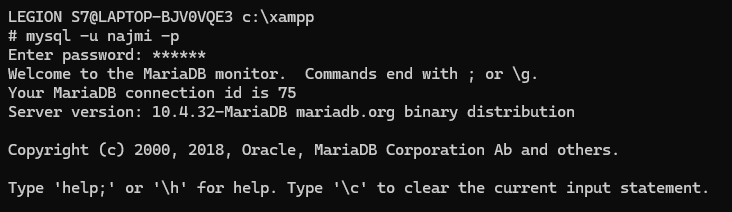 LEGION S7@LAPTOP-BJV0VQE3 c:\xampp
# mysql -u najmi -p
Enter password: ******
Welcome to the MariaDB monitor.  Commands end with ; or \g.
Your MariaDB connection id is 75
Server version: 10.4.32-MariaDB mariadb.org binary distribution

Copyright (c) 2000, 2018, Oracle, MariaDB Corporation Ab and others.

Type 'help;' or '\h' for help. Type '\c' to clear the current input statement.